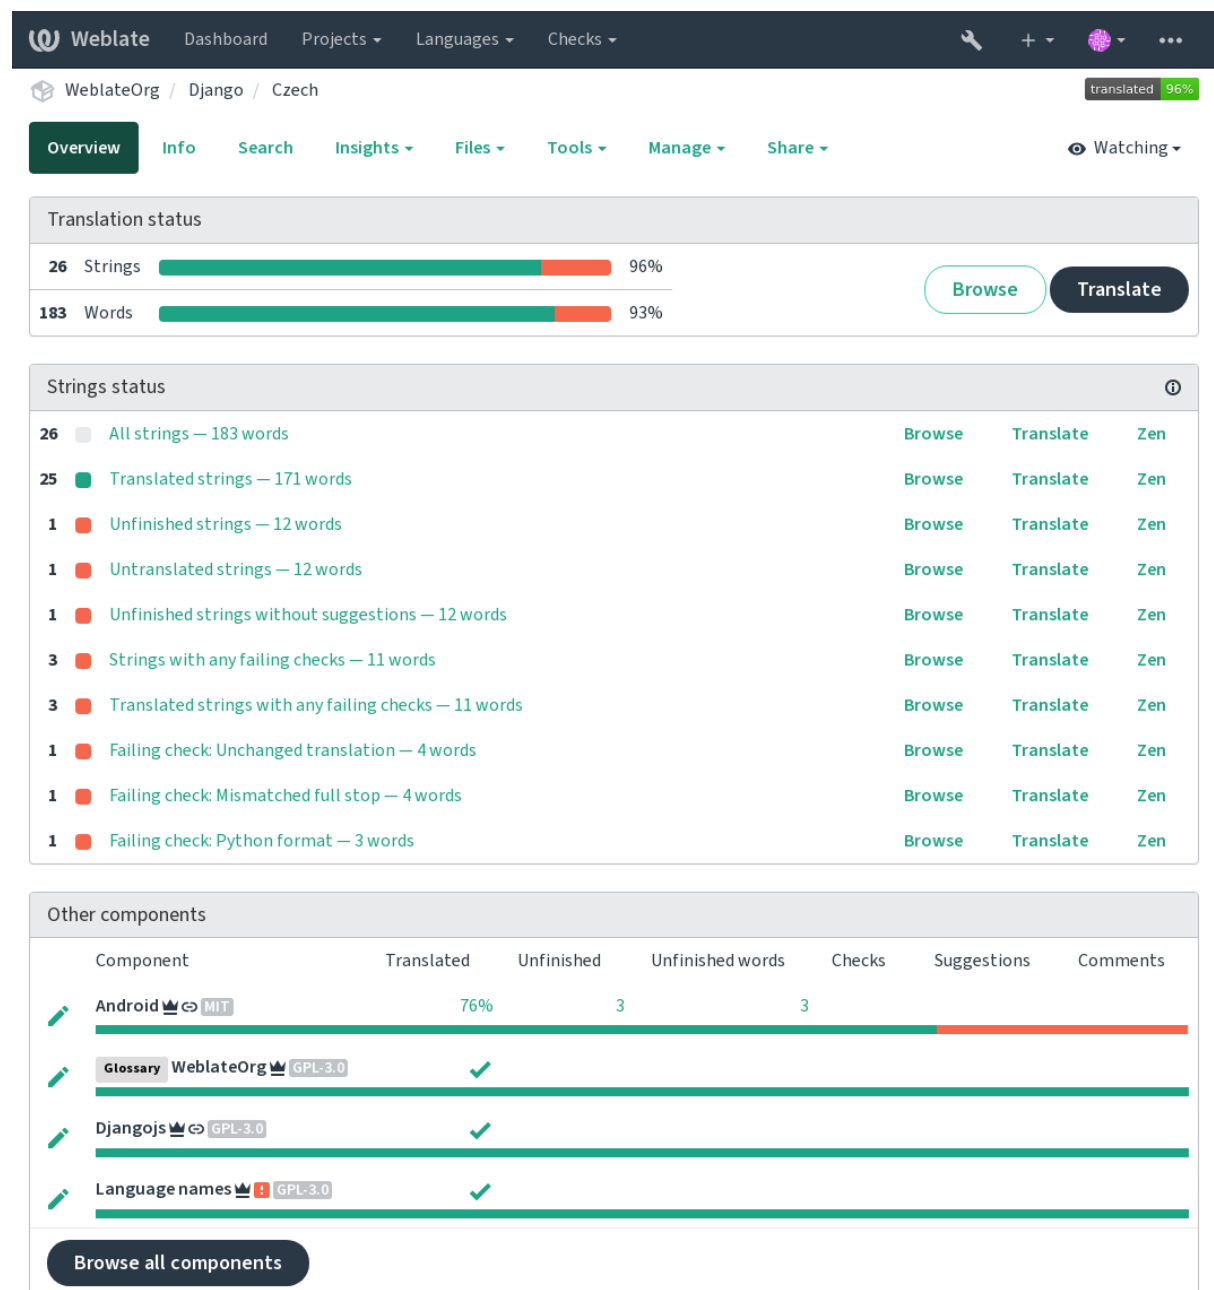 Weblate Dashboard Projects Languages Checks
WeblateOrg / Django / Czech translated 96%
Overview Info Search Insights Files Tools Manage Share Watching
Translation status
26 Strings 96%
183 Words 93%
Browse Translate
Strings status
26 All strings — 183 words Browse Translate Zen
25 Translated strings — 171 words Browse Translate Zen
1 Unfinished strings — 12 words Browse Translate Zen
1 Untranslated strings — 12 words Browse Translate Zen
1 Unfinished strings without suggestions — 12 words Browse Translate Zen
3 Strings with any failing checks — 11 words Browse Translate Zen
3 Translated strings with any failing checks — 11 words Browse Translate Zen
1 Failing check: Unchanged translation — 4 words Browse Translate Zen
1 Failing check: Mismatched full stop — 4 words Browse Translate Zen
1 Failing check: Python format — 3 words Browse Translate Zen
Other components
Component Translated Unfinished Unfinished words Checks Suggestions Comments
Android MIT 76% 3 3
Glossary WeblateOrg GPL-3.0
Djangojs GPL-3.0
Language names GPL-3.0
Browse all components